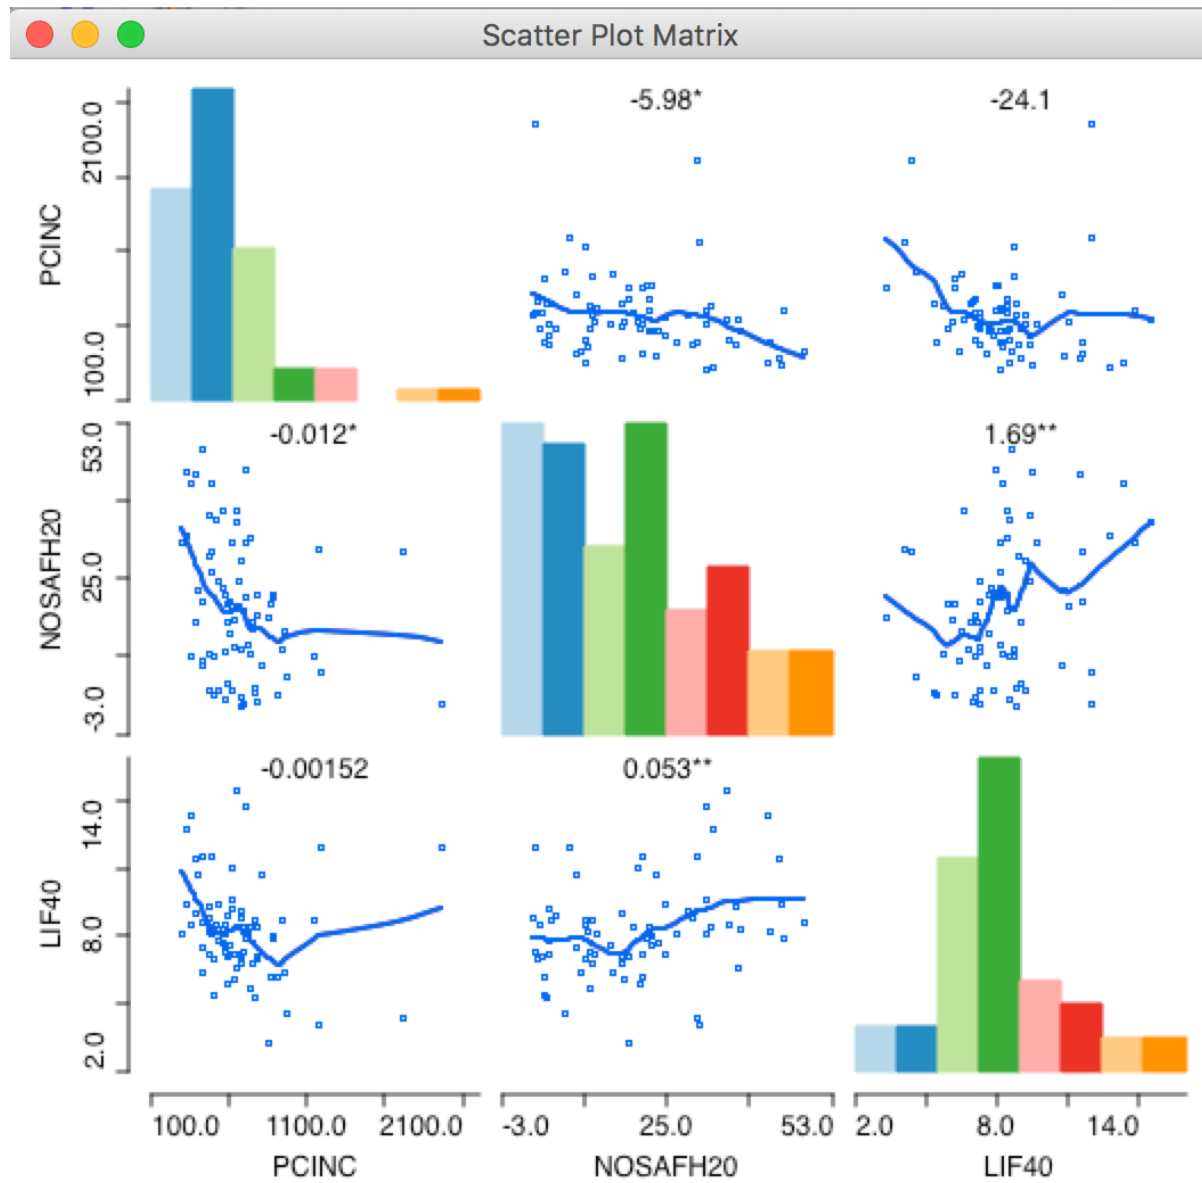 Scatter Plot Matrix
PCINC
2100.0
100.0
-5.98*
-24.1
NOSAFH20
53.0
25.0
-3.0
-0.012*
1.69**
LIF40
14.0
8.0
2.0
-0.00152
0.053**
100.0 1100.0 2100.0
-3.0 25.0 53.0
2.0 8.0 14.0
PCINC
NOSAFH20
LIF40